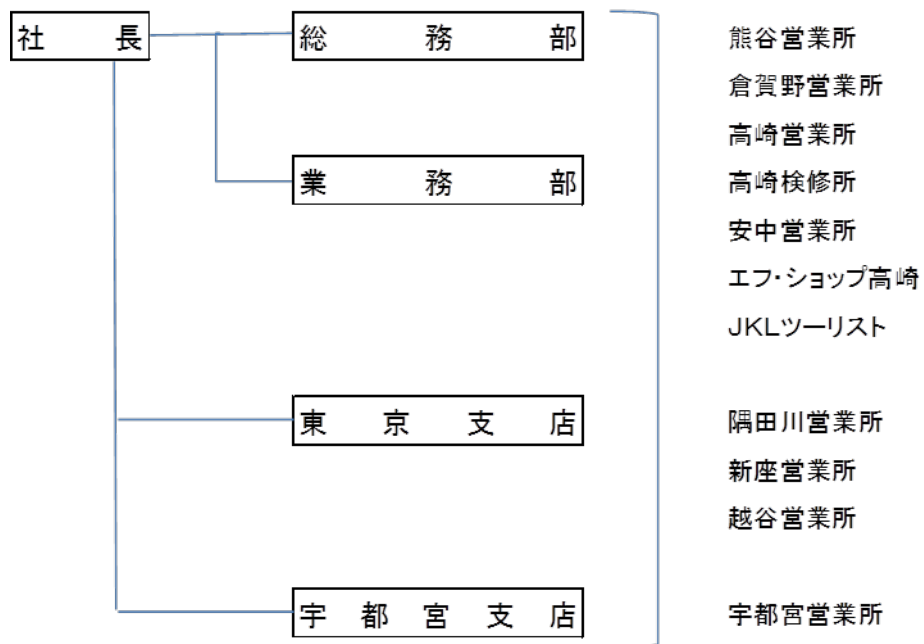 社長
総務部
熊谷営業所
倉賀野営業所
高崎営業所
業務部
高崎検修所
安中営業所
エフ・ショップ高崎
JKLツーリスト
東京支店
隅田川営業所
新座営業所
越谷営業所
宇都宮支店
宇都宮営業所